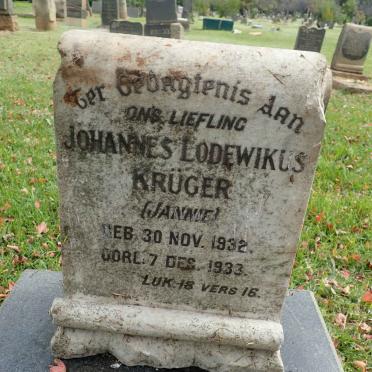 Ter Gedagtenis Aan
ONS LIEFLING
JOHANNES LODEWIKUS
KRÜGER
(JANNIE)
GEB. 30 NOV. 1932.
OORL. 7 DES. 1933.
LUK. 18 VERS 16.